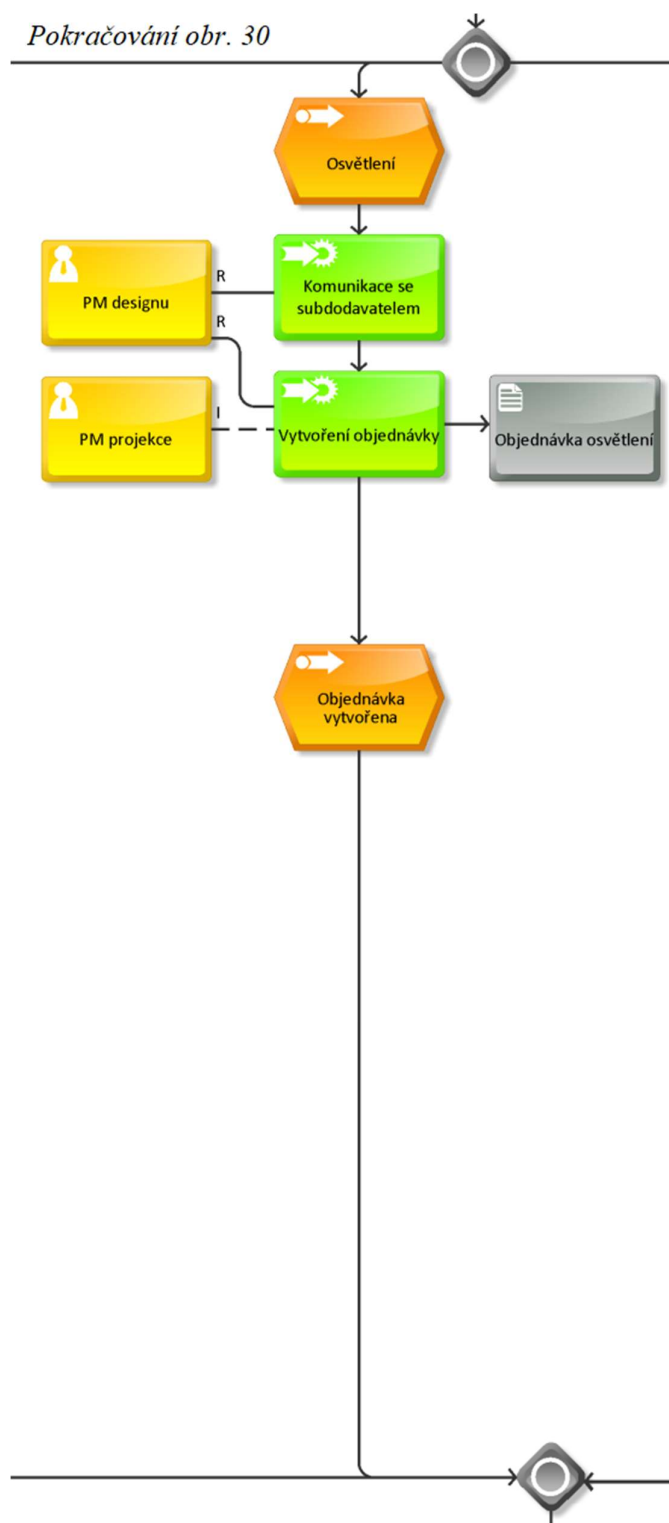 Pokračování obr. 30
Osvětlení
PM designu
R
R
Komunikace se
subdodavatelem
PM projekce
I
Vytvoření objednávky
Objednávka osvětlení
Objednávka
vytvořena